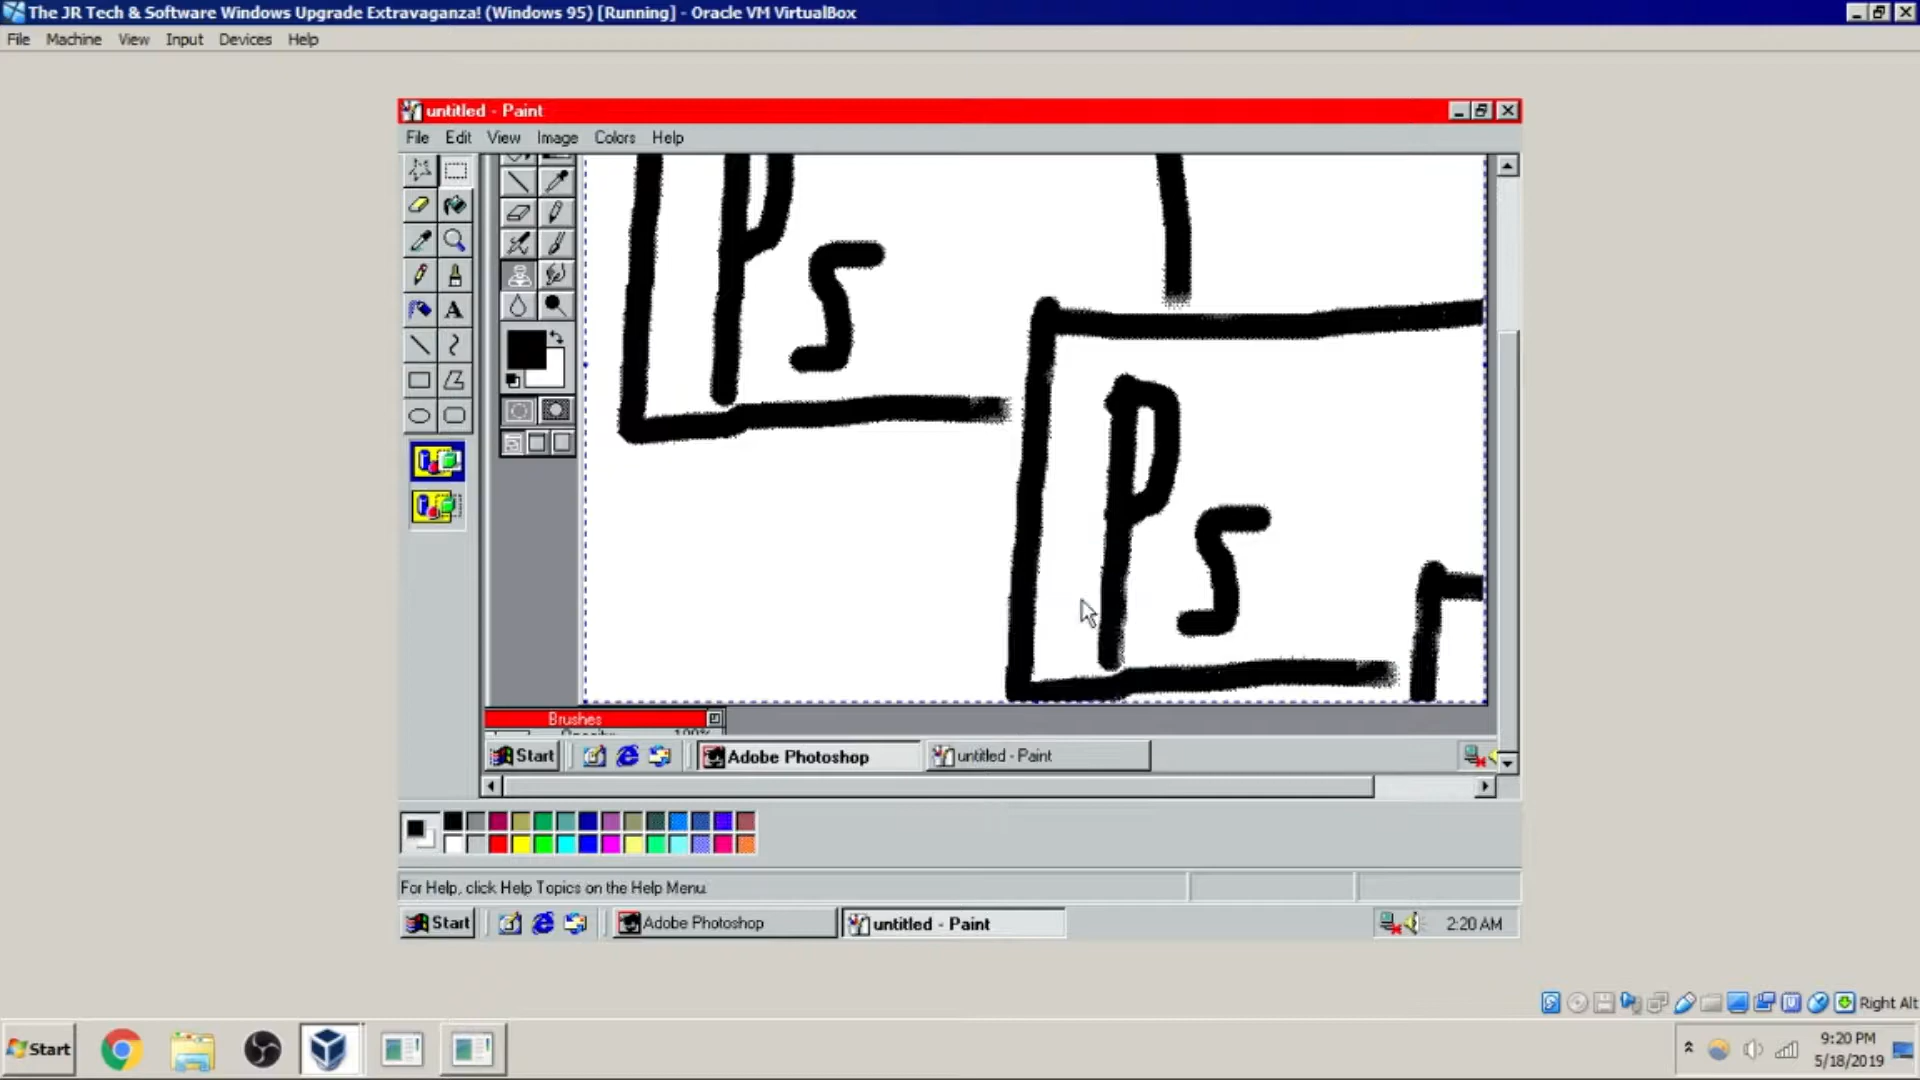 The JR Tech & Software Windows Upgrade Extravaganza! (Windows 95) [Running] - Oracle VM VirtualBox
File Machine View Input Devices Help
untitled - Paint
File Edit View Image Colors Help
A
Ps
Ps
Brushes
Opacity: 100%
Start Adobe Photoshop untitled - Paint
For Help, click Help Topics on the Help Menu.
Start Adobe Photoshop untitled - Paint 2:20 AM
Right Alt
Start 9:20 PM
5/18/2019